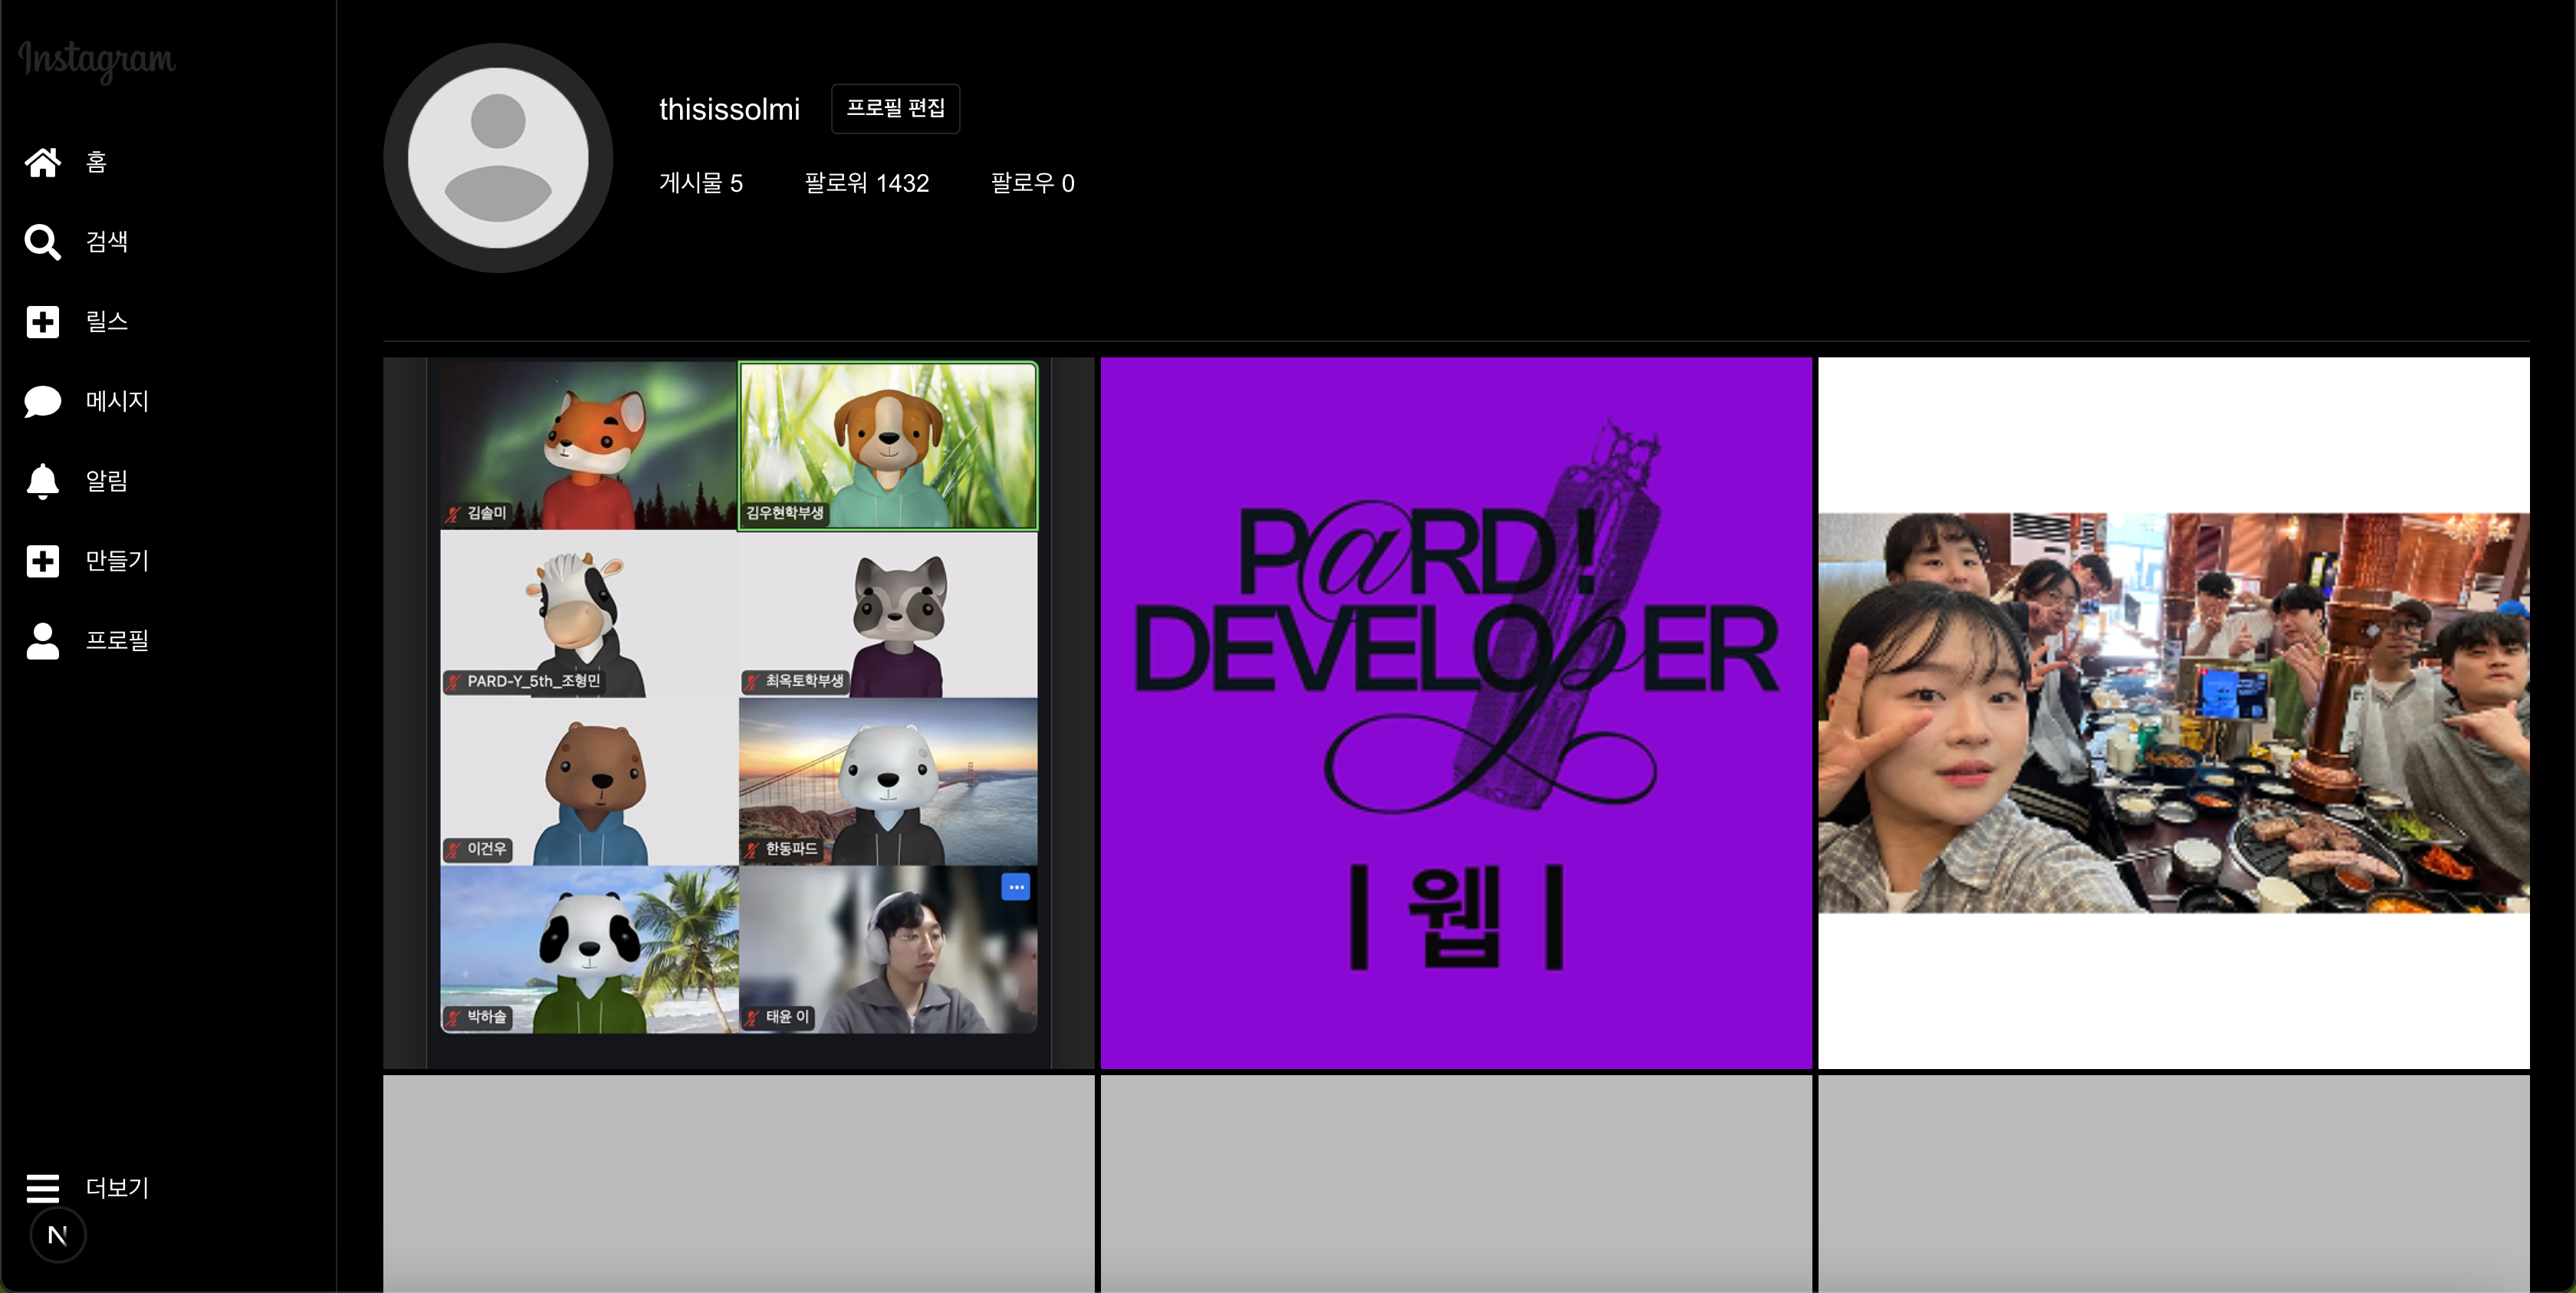 Instagram
홈
검색
릴스
메시지
알림
만들기
프로필
더보기
N
thisissolmi
프로필 편집
게시물 5 팔로워 1432 팔로우 0
김솔미
김우현학부생
PARD-Y_5th_조형민
최옥토학부생
이건우
한동파드
박하솔
태윤 이
P@RD!
DEVELOPER
| 웹 |